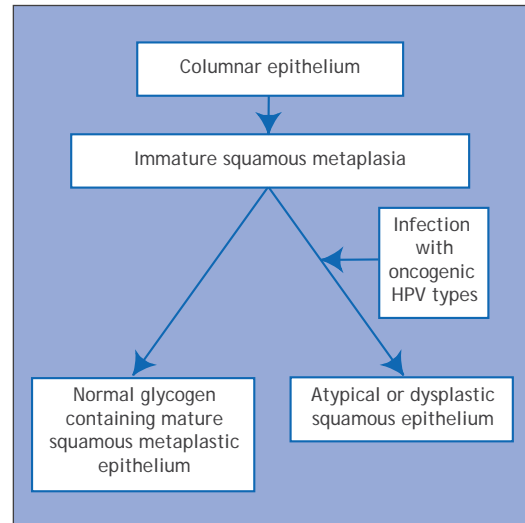 Columnar epithelium
Immature squamous metaplasia
Infection
with
oncogenic
HPV types
Normal glycogen
containing mature
squamous metaplastic
epithelium
Atypical or dysplastic
squamous epithelium